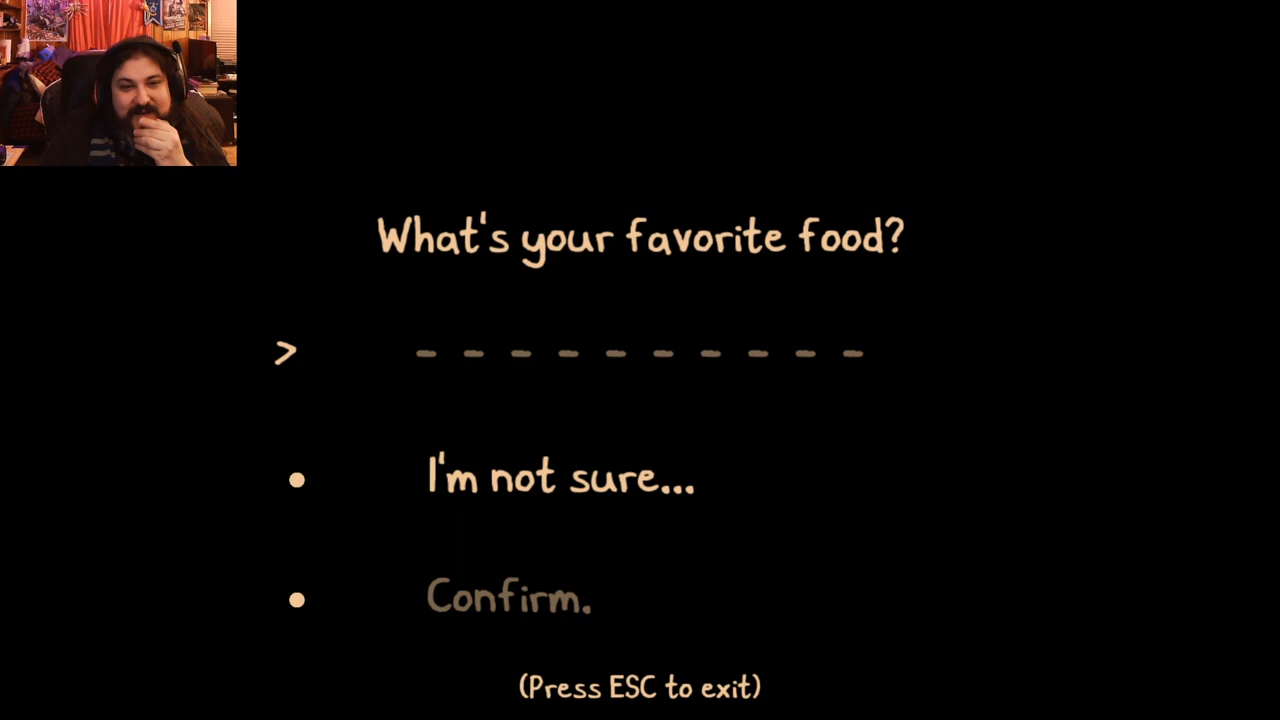 What's your favorite food?
> _ _ _ _ _ _ _ _ _ _
• I'm not sure...
• Confirm.
(Press ESC to exit)